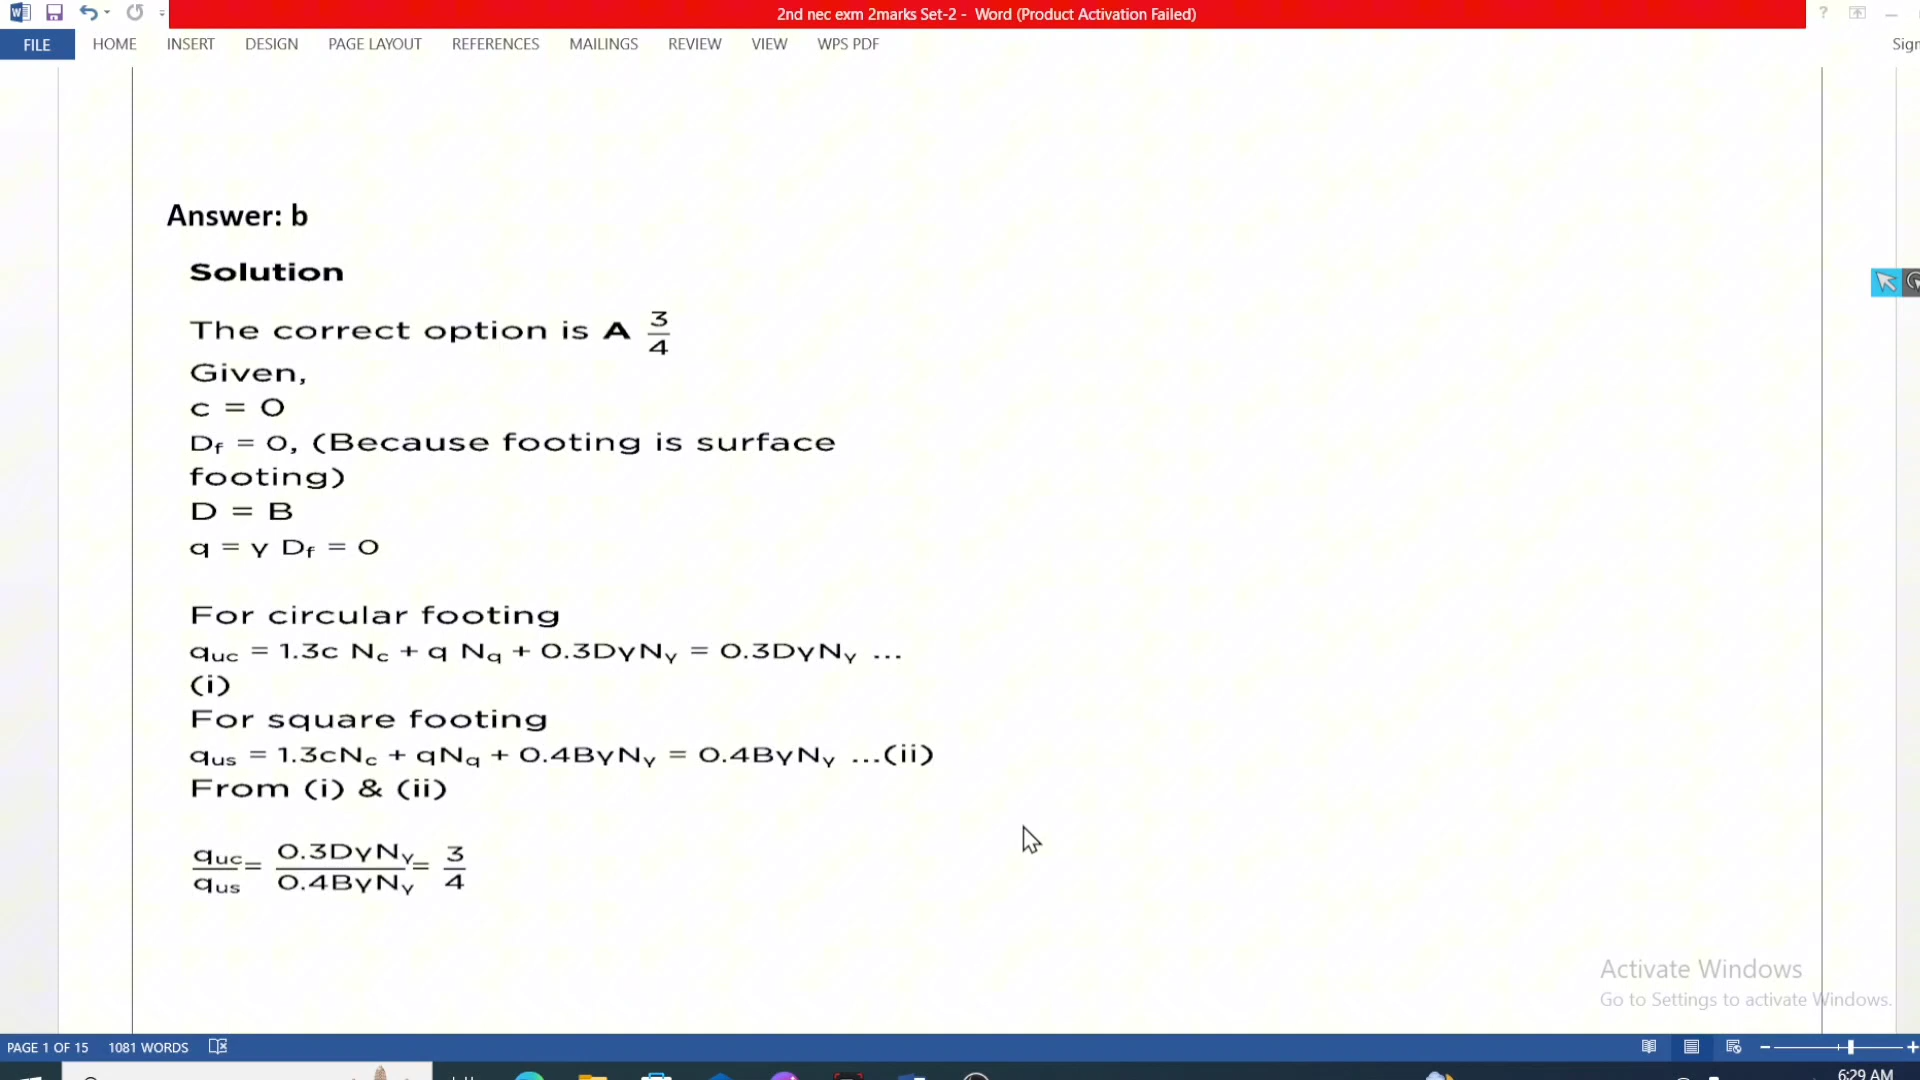 2nd nec exm 2marks Set-2 - Word (Product Activation Failed)
FILE HOME INSERT DESIGN PAGE LAYOUT REFERENCES MAILINGS REVIEW VIEW WPS PDF
Answer: b
Solution
The correct option is A 3/4
Given,
c = 0
Df = 0, (Because footing is surface
footing)
D = B
q = γ Df = 0
For circular footing
quc = 1.3c Nc + q Nq + 0.3DγNγ = 0.3DγNγ ...
(i)
For square footing
qus = 1.3cNc + qNq + 0.4BγNγ = 0.4BγNγ ...(ii)
From (i) & (ii)
quc/qus = 0.3DγNγ/0.4BγNγ = 3/4
Activate Windows
Go to Settings to activate Windows.
PAGE 1 OF 15 1081 WORDS
6:29 AM